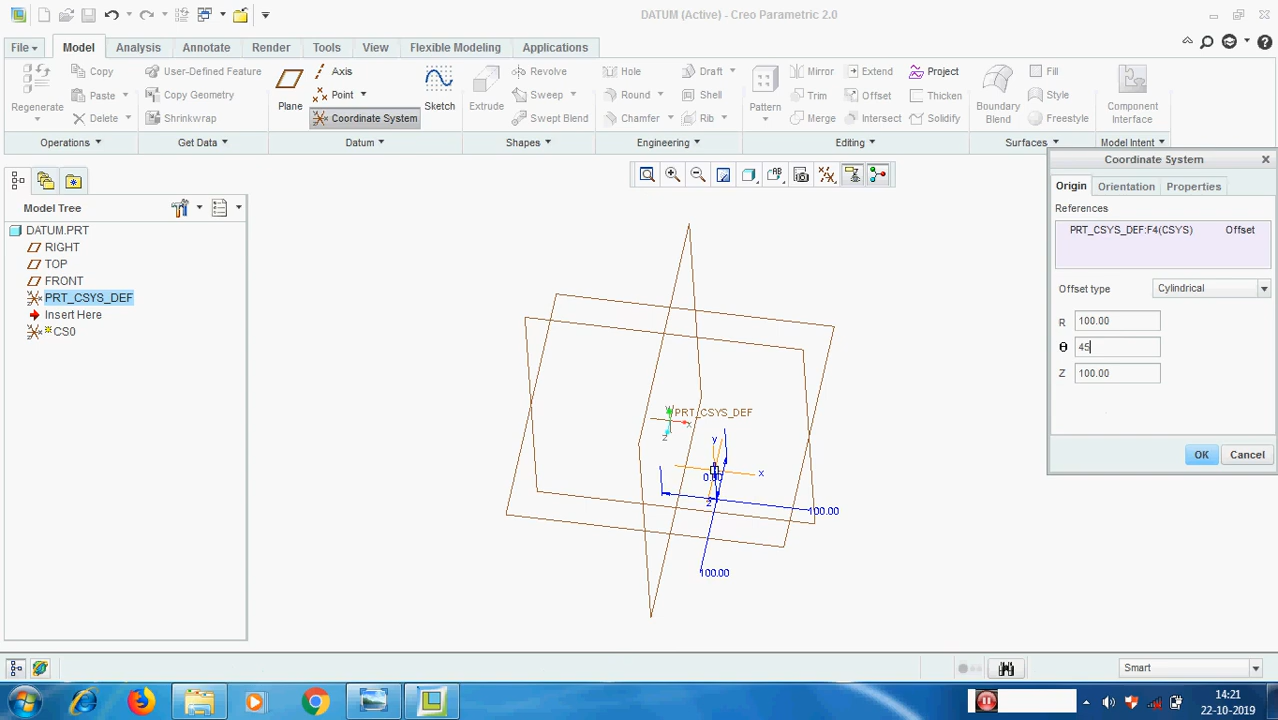 DATUM (Active) - Creo Parametric 2.0
File Model Analysis Annotate Render Tools View Flexible Modeling Applications
Regenerate Copy Paste Delete User-Defined Feature Copy Geometry Shrinkwrap
Plane Axis Point Coordinate System Sketch
Extrude Revolve Sweep Swept Blend
Hole Round Chamfer Draft Shell Rib
Pattern Mirror Trim Merge Extend Offset Intersect Project Thicken Solidify
Boundary Blend Fill Style Freestyle Component Interface
Operations Get Data Datum Shapes Engineering Editing Surfaces Model Intent
Model Tree
DATUM.PRT
RIGHT
TOP
FRONT
PRT_CSYS_DEF
Insert Here
CS0
PRT_CSYS_DEF
y
x
z
y
x
0.00
z
100.00
100.00
Coordinate System
Origin Orientation Properties
References
PRT_CSYS_DEF:F4(CSYS) Offset
Offset type Cylindrical
R 100.00
θ 45
Z 100.00
OK Cancel
Smart
14:21
22-10-2019